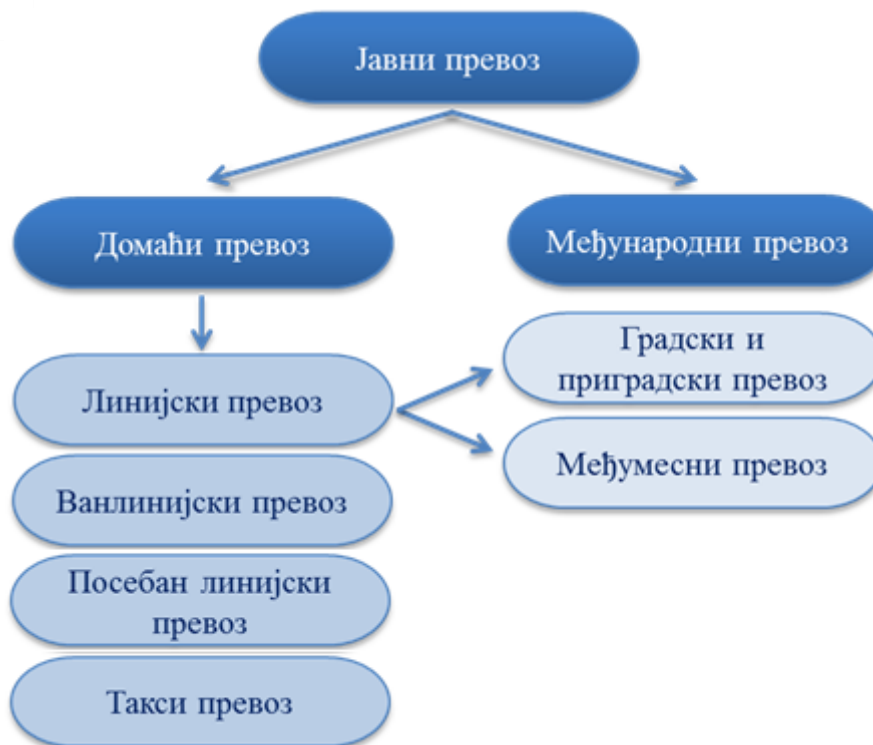 Јавни превоз
Домаћи превоз
Међународни превоз
Линијски превоз
Градски и
приградски превоз
Међумесни превоз
Ванлинијски превоз
Посебан линијски
превоз
Такси превоз